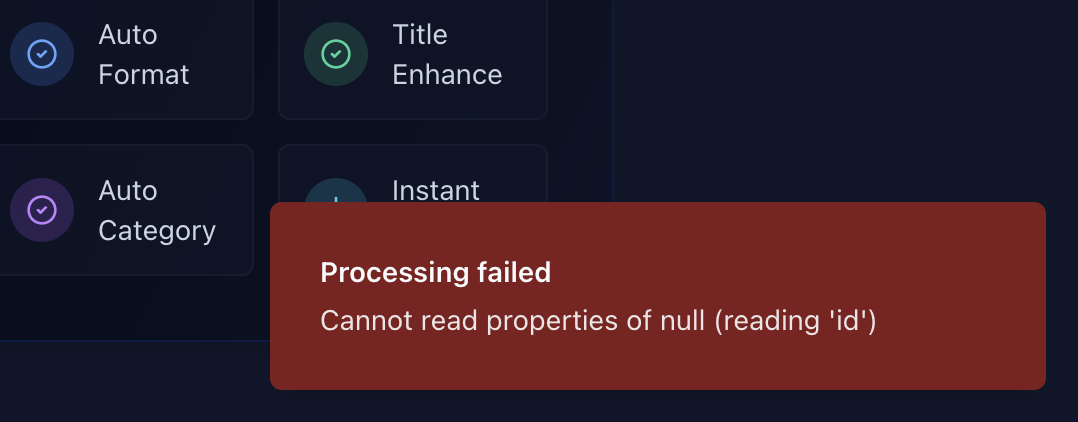 Auto
Format
Title
Enhance
Auto
Category
Instant
Processing failed
Cannot read properties of null (reading 'id')